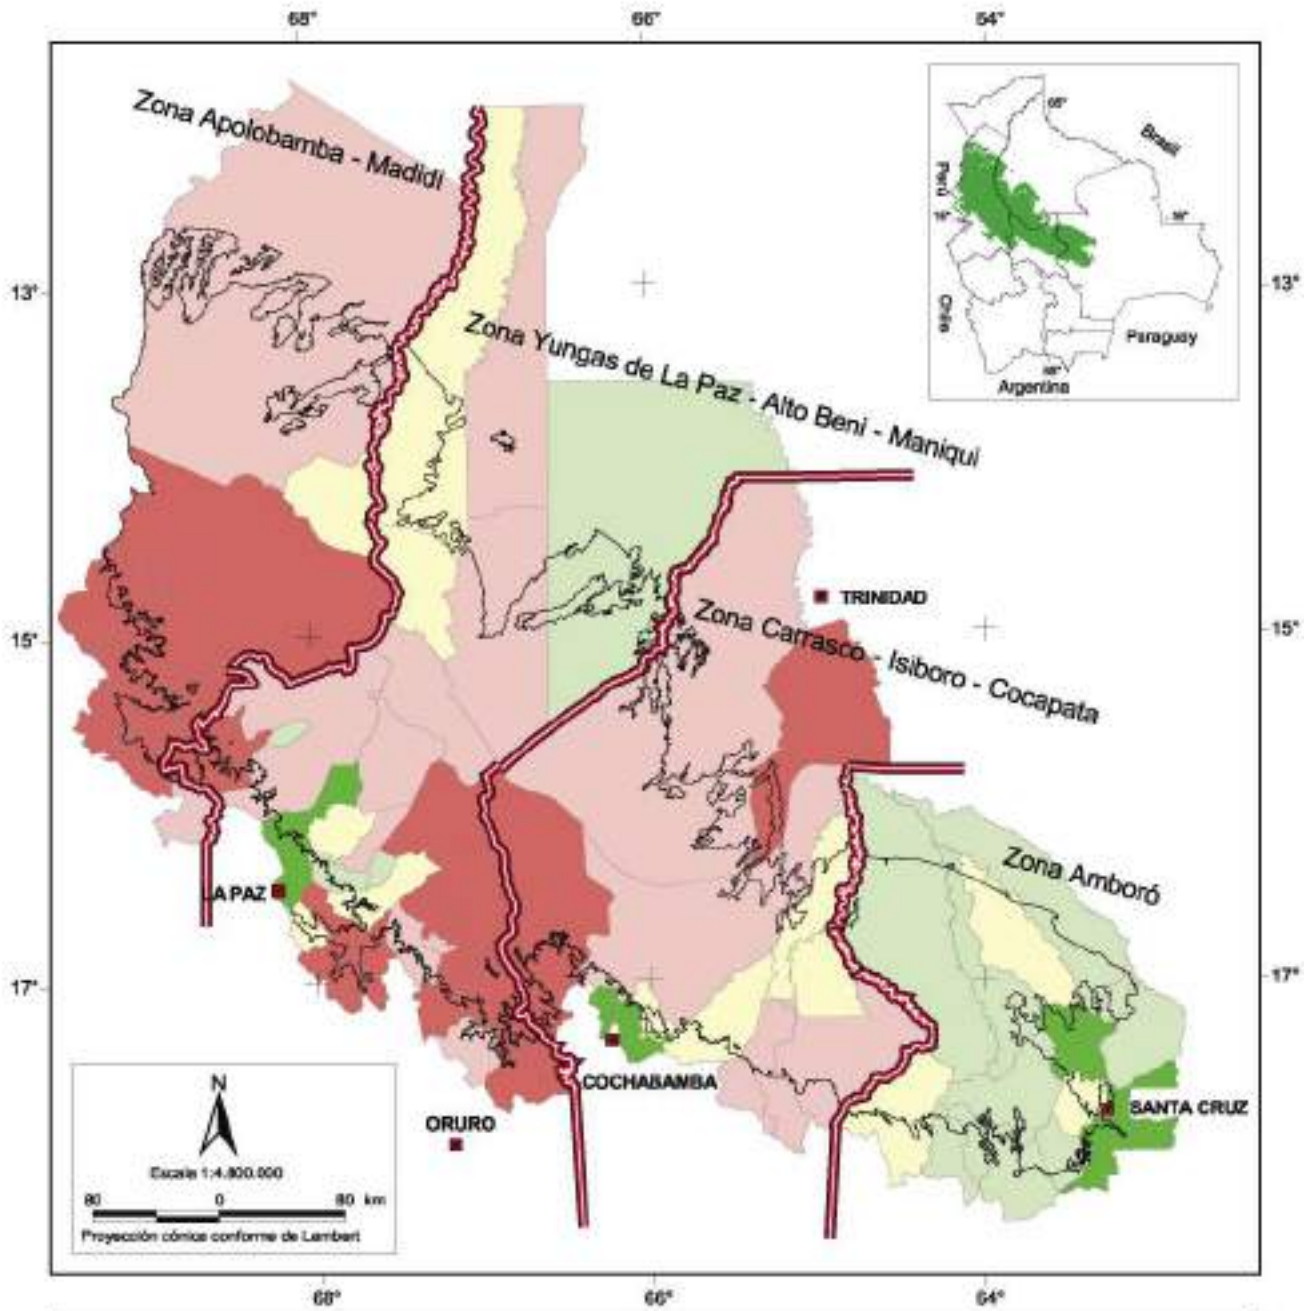 68° 66° 64°
Zona Apolobamba - Madidi
Brasil
Perú
Chile
Paraguay
Argentina
13° 13°
Zona Yungas de La Paz - Alto Beni - Maniqui
TRINIDAD
15° 15°
Zona Carrasco - Isiboro - Cocapata
Zona Amboró
LA PAZ
17° 17°
COCHABAMBA
SANTA CRUZ
ORURO
N
Escala 1:4.800.000
80 0 80 km
Proyección cónica conforme de Lambert
68° 66° 64°